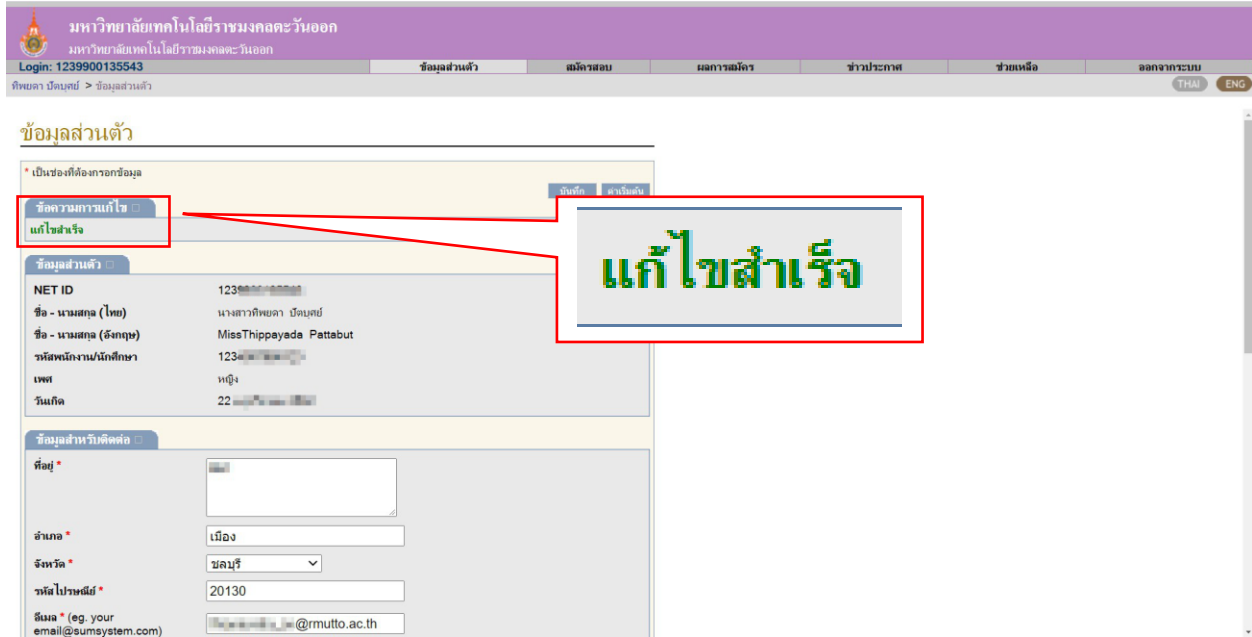 มหาวิทยาลัยเทคโนโลยีราชมงคลตะวันออก
มหาวิทยาลัยเทคโนโลยีราชมงคลตะวันออก
Login: 1239900135543 ข้อมูลส่วนตัว สมัครสอบ ผลการสมัคร ข่าวประกาศ ช่วยเหลือ ออกจากระบบ
ทิพยดา ปัตบุศย์ > ข้อมูลส่วนตัว THAI ENG
ข้อมูลส่วนตัว
* เป็นช่องที่ต้องกรอกข้อมูล
บันทึก ค่าเริ่มต้น
ข้อความการแก้ไข
แก้ไขสำเร็จ
แก้ไขสำเร็จ
ข้อมูลส่วนตัว
NET ID 123
ชื่อ - นามสกุล (ไทย) นางสาวทิพยดา ปัตบุศย์
ชื่อ - นามสกุล (อังกฤษ) MissThippayada Pattabut
รหัสพนักงาน/นักศึกษา 123
เพศ หญิง
วันเกิด 22
ข้อมูลสำหรับติดต่อ
ที่อยู่ *
อำเภอ * เมือง
จังหวัด * ชลบุรี
รหัสไปรษณีย์ * 20130
อีเมล * (eg. your @rmutto.ac.th
email@sumsystem.com)